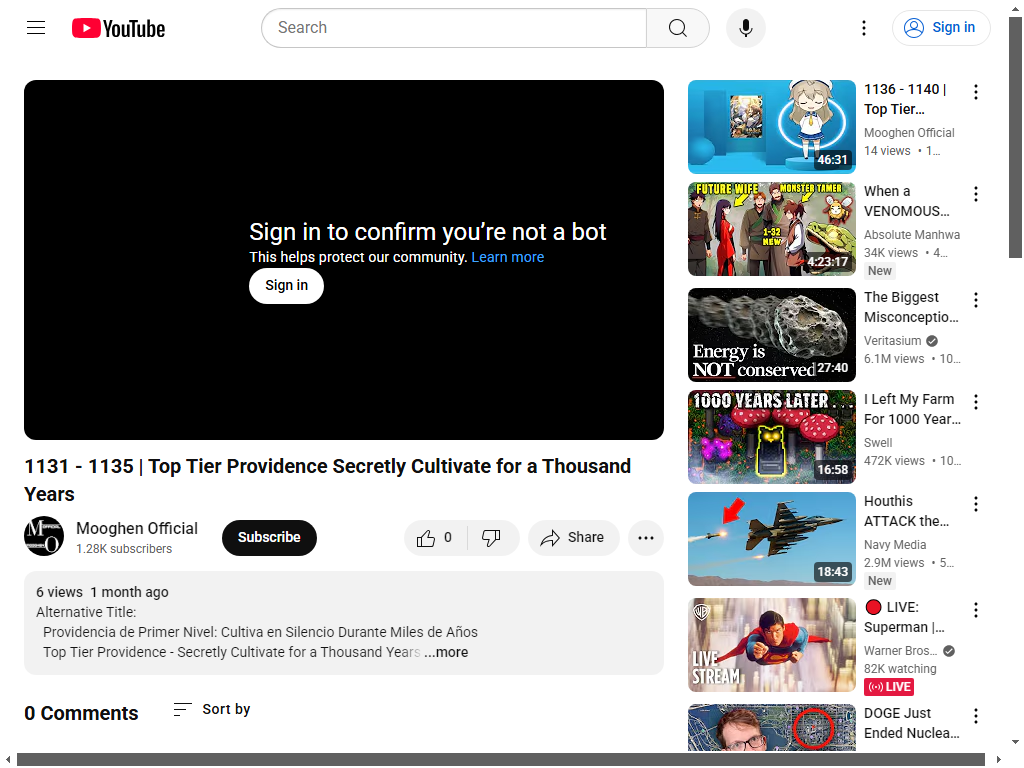 YouTube
Search
Sign in
Sign in to confirm you're not a bot
This helps protect our community. Learn more
Sign in
1131 - 1135 | Top Tier Providence Secretly Cultivate for a Thousand
Years
Mooghen Official
1.28K subscribers
Subscribe
0
Share
6 views 1 month ago
Alternative Title:
Providencia de Primer Nivel: Cultiva en Silencio Durante Miles de Años
Top Tier Providence - Secretly Cultivate for a Thousand Years ...more
0 Comments
Sort by
46:31
1136 - 1140 |
Top Tier...
Mooghen Official
14 views • 1...
FUTURE WIFE
MONSTER TAMER
1-32
NEW
4:23:17
When a
VENOMOUS...
Absolute Manhwa
34K views • 4...
New
Energy is
NOT conserved
27:40
The Biggest
Misconceptio...
Veritasium
6.1M views • 10...
1000 YEARS LATER...
16:58
I Left My Farm
For 1000 Year...
Swell
472K views • 10...
18:43
Houthis
ATTACK the...
Navy Media
2.9M views • 5...
New
WB
LIVE
STREAM
LIVE:
Superman |...
Warner Bros...
82K watching
LIVE
DOGE Just
Ended Nuclea...